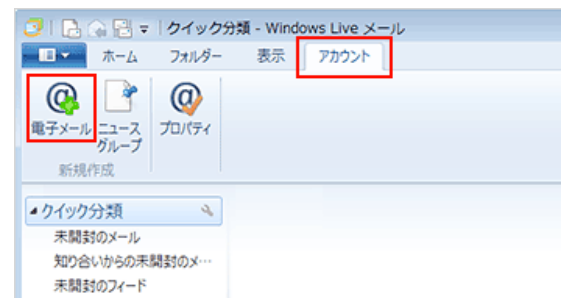 クイック分類 - Windows Live メール
ホーム フォルダー 表示 アカウント
電子メール ニュースグループ プロパティ
新規作成
クイック分類
未開封のメール
知り合いからの未開封のメ…
未開封のフィード